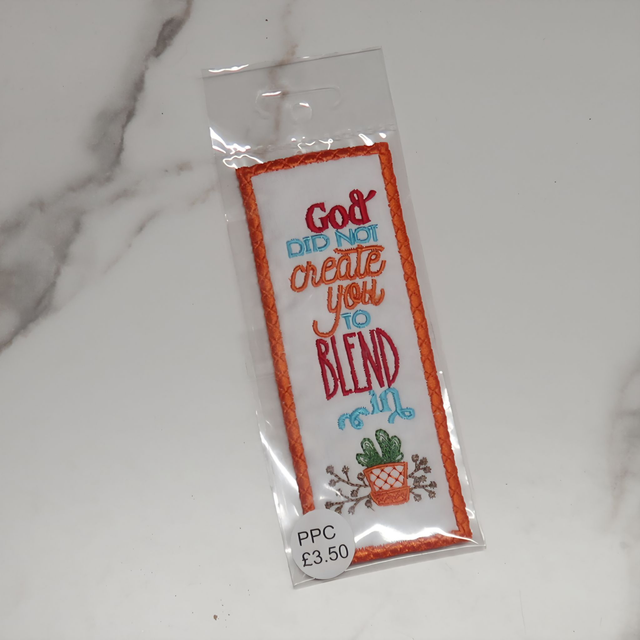 God
DID NOT
create
you
TO
BLEND
in
PPC
£3.50